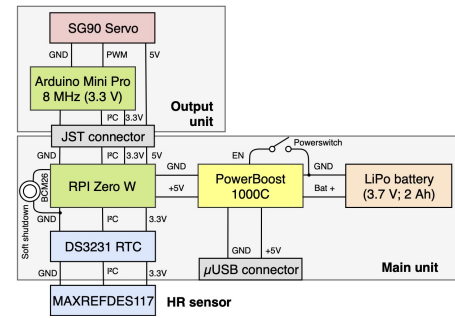 SG90 Servo
GND
PWM
5V
Arduino Mini Pro
8 MHz (3.3 V)
I²C
3.3V
Output
unit
JST connector
GND
I²C
3.3V
5V
Powerswitch
EN
GND
GND
BCM26
RPI Zero W
PowerBoost
1000C
LiPo battery
(3.7 V; 2 Ah)
+5V
Bat +
Soft shutdown
GND
I²C
3.3V
DS3231 RTC
GND
+5V
GND
I²C
3.3V
µUSB connector
Main unit
MAXREFDES117
HR sensor